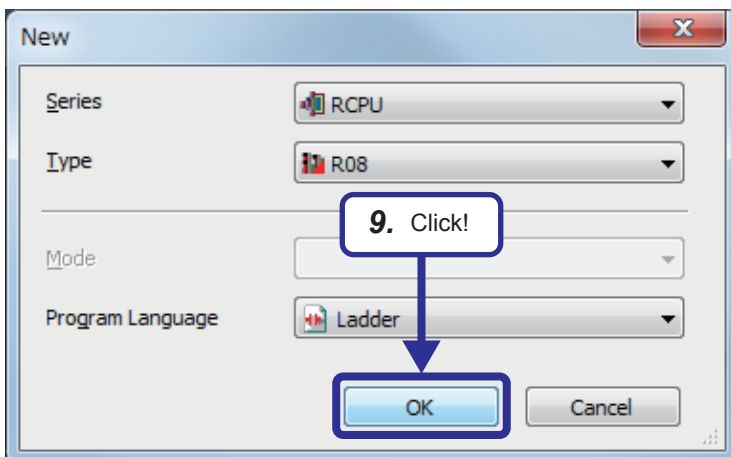 New
Series
RCPU
Type
R08
9. Click!
Mode
Program Language
Ladder
OK
Cancel